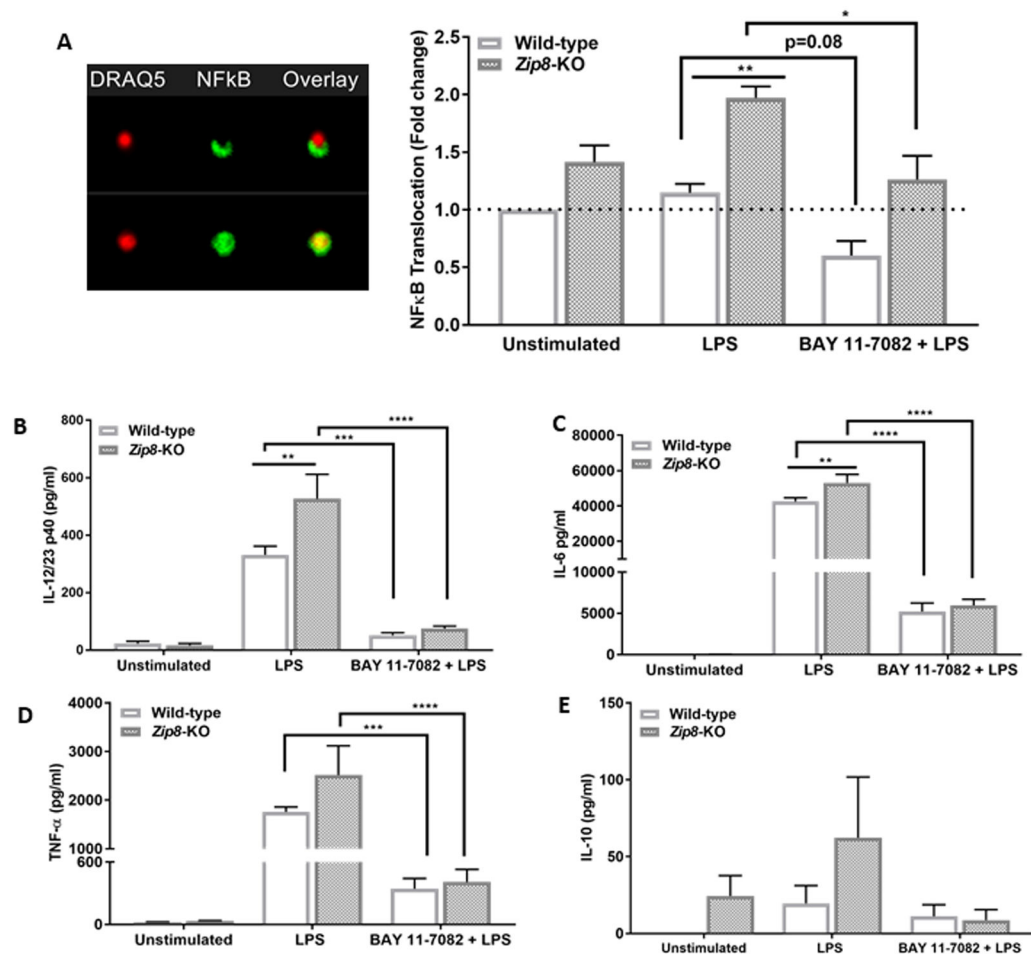 A
DRAQ5 NFkB Overlay
NFκB Translocation (Fold change)
2.5
2.0
1.5
1.0
0.5
0.0
Wild-type
Zip8-KO
*
p=0.08
**
Unstimulated LPS BAY 11-7082 + LPS
B
IL-12/23 p40 (pg/ml)
800
600
400
200
0
Wild-type
Zip8-KO
****
***
**
Unstimulated LPS BAY 11-7082 + LPS
C
IL-6 pg/ml
80000
60000
40000
20000
10000
5000
0
Wild-type
Zip8-KO
****
****
**
Unstimulated LPS BAY 11-7082 + LPS
D
TNF-α (pg/ml)
4000
3000
2000
1000
600
0
Wild-type
Zip8-KO
****
***
Unstimulated LPS BAY 11-7082 + LPS
E
IL-10 (pg/ml)
150
100
50
0
Wild-type
Zip8-KO
Unstimulated LPS BAY 11-7082 + LPS